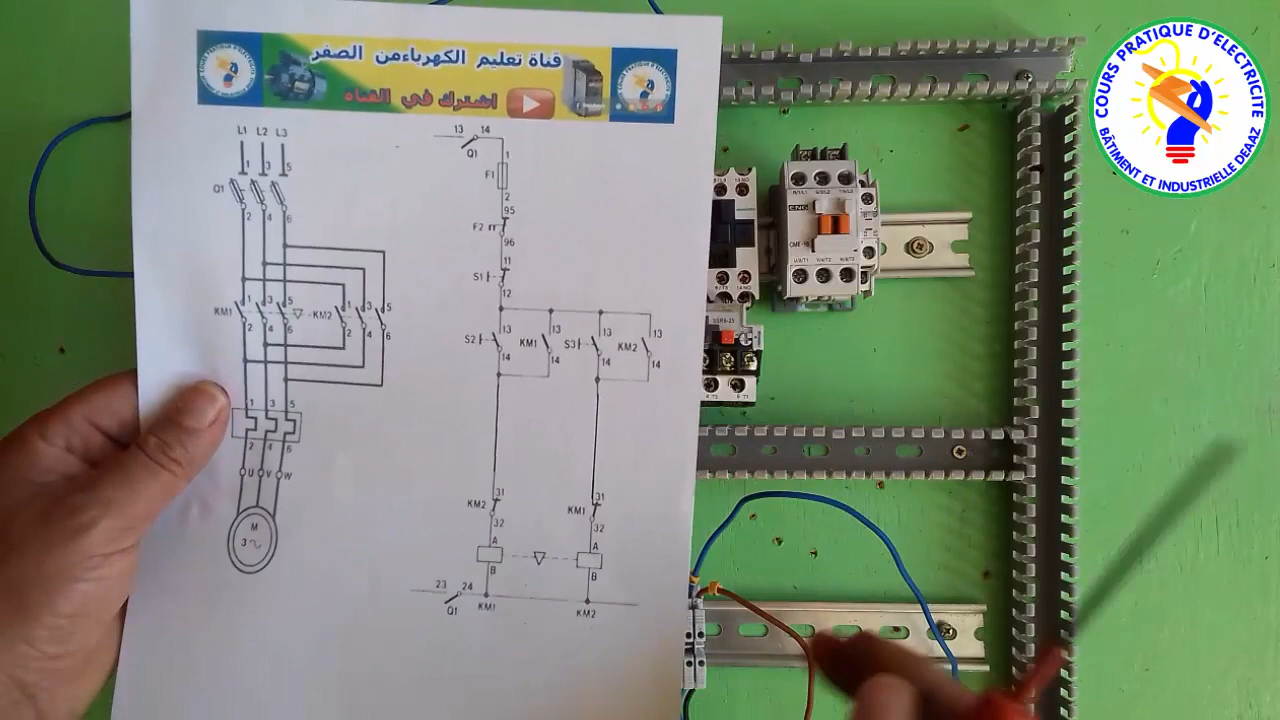 قناة تعليم الكهرباءمن الصفر
اشترك في القناه
COURS PRATIQUE D'ELECTRICITE
BÂTIMENT ET INDUSTRIELLE DEAAZ
L1 L2 L3
1 3 5
Q1
2 4 6
KM1 1 3 5 KM2 1 3 5
2 4 6 2 4 6
1 3 5
2 4 6
U V W
M
3
13 14
Q1
1
F1
2
95
F2
96
11
S1
12
13 13 13 13
S2 KM1 S3 KM2
14 14 14 14
31 31
KM2 KM1
32 32
A A
B B
23 24
Q1 KM1 KM2